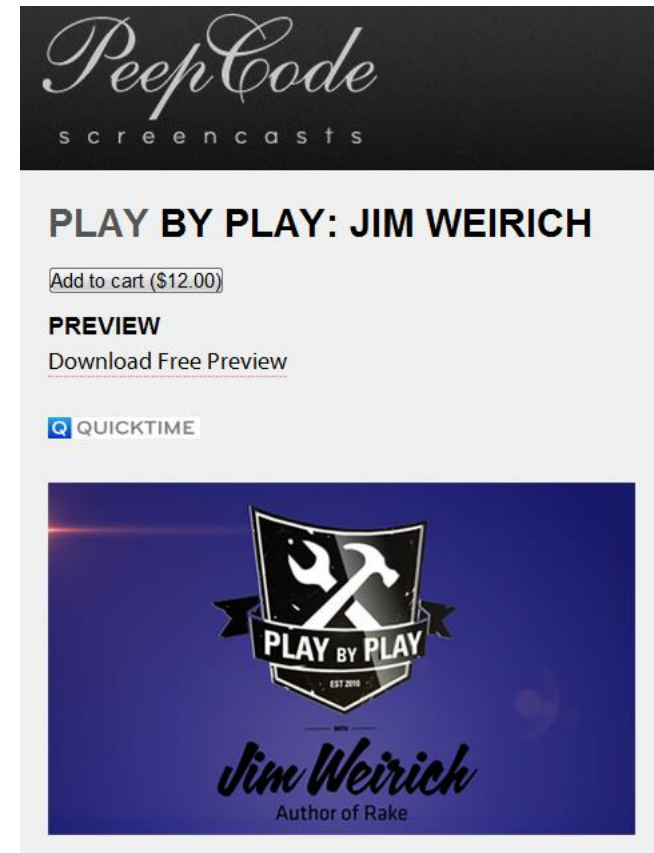 PeepCode
screencasts
PLAY BY PLAY: JIM WEIRICH
Add to cart ($12.00)
PREVIEW
Download Free Preview
Q QUICKTIME
PLAY BY PLAY
EST 2010
WITH
Jim Weirich
Author of Rake